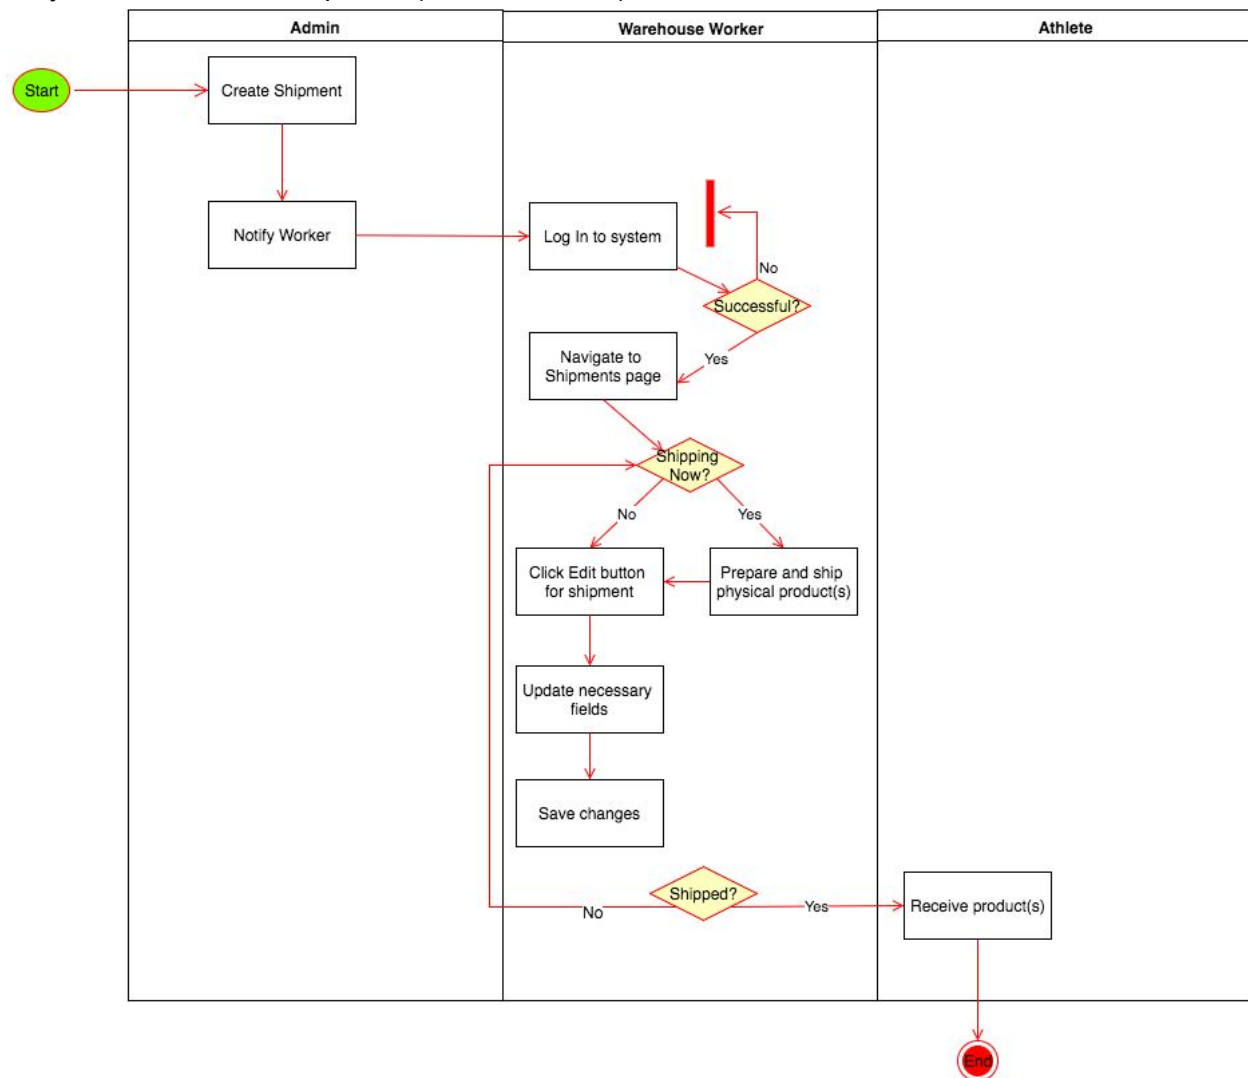 Admin
Warehouse Worker
Athlete
Start
Create Shipment
Notify Worker
Log In to system
No
Successful?
Yes
Navigate to
Shipments page
Shipping
Now?
No
Yes
Click Edit button
for shipment
Prepare and ship
physical product(s)
Update necessary
fields
Save changes
Shipped?
No
Yes
Receive product(s)
End